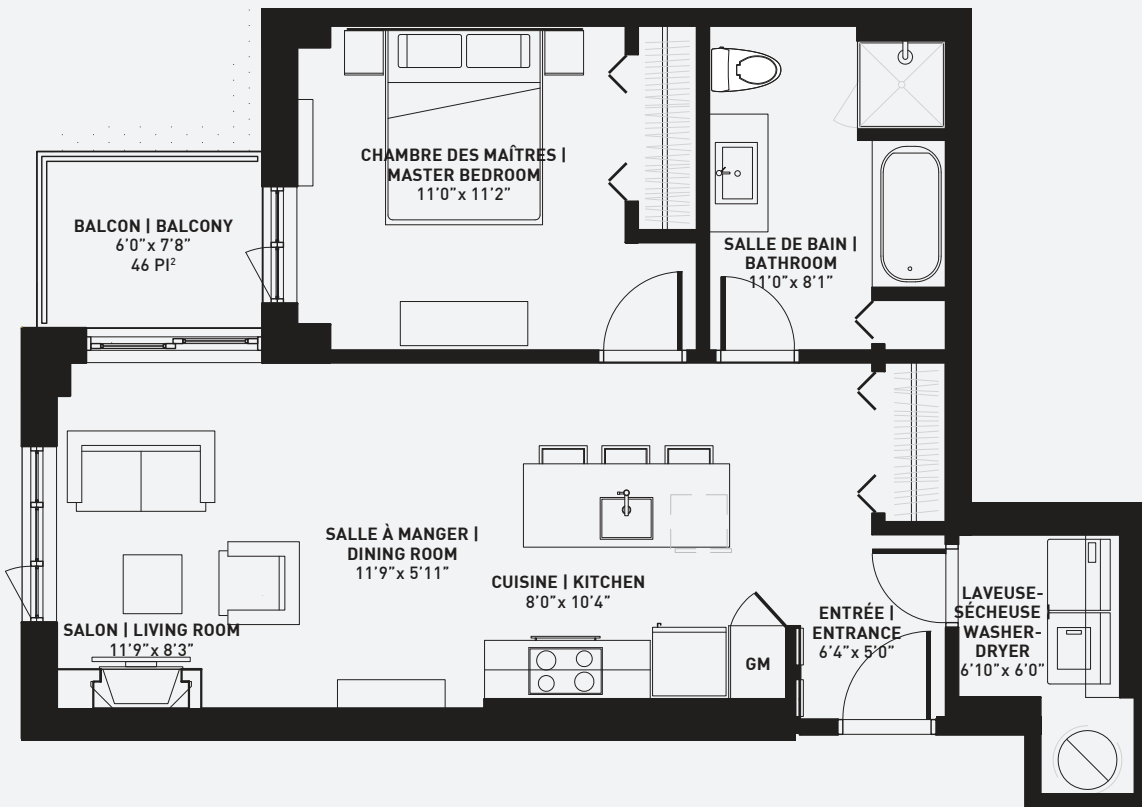 CHAMBRE DES MAÎTRES |
MASTER BEDROOM
11'0" x 11'2"
BALCON | BALCONY
6'0" x 7'8"
46 PI²
SALLE DE BAIN |
BATHROOM
11'0" x 8'1"
SALLE À MANGER |
DINING ROOM
11'9" x 5'11"
CUISINE | KITCHEN
8'0" x 10'4"
SALON | LIVING ROOM
11'9" x 8'3"
GM
ENTRÉE |
ENTRANCE
6'4" x 5'0"
LAVEUSE-
SÉCHEUSE |
WASHER-
DRYER
6'10" x 6'0"